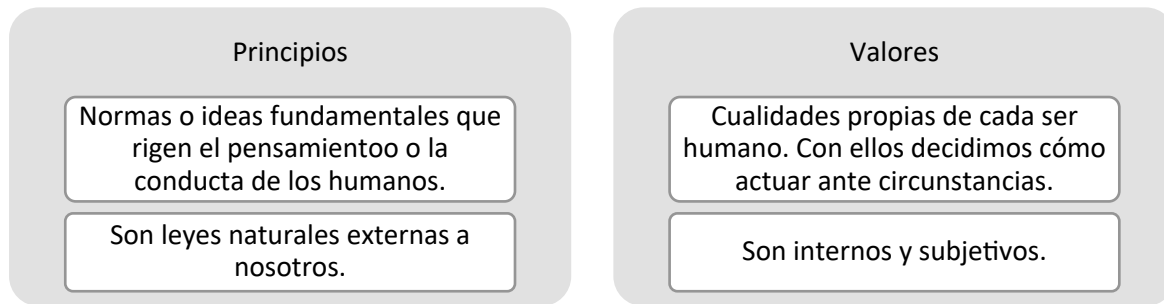 Principios
Normas o ideas fundamentales que
rigen el pensamientoo o la
conducta de los humanos.
Son leyes naturales externas a
nosotros.
Valores
Cualidades propias de cada ser
humano. Con ellos decidimos cómo
actuar ante circunstancias.
Son internos y subjetivos.